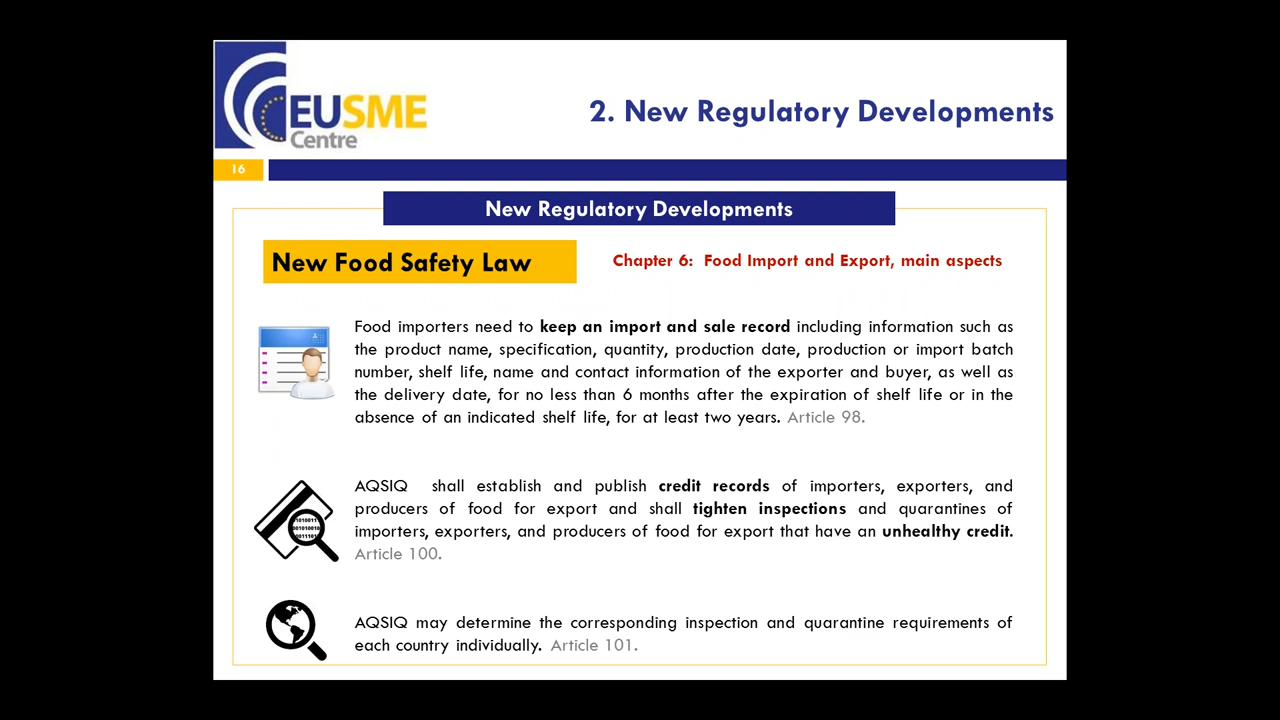 EUSME
Centre
2. New Regulatory Developments
16
New Regulatory Developments
New Food Safety Law
Chapter 6: Food Import and Export, main aspects
Food importers need to keep an import and sale record including information such as
the product name, specification, quantity, production date, production or import batch
number, shelf life, name and contact information of the exporter and buyer, as well as
the delivery date, for no less than 6 months after the expiration of shelf life or in the
absence of an indicated shelf life, for at least two years. Article 98.
AQSIQ shall establish and publish credit records of importers, exporters, and
producers of food for export and shall tighten inspections and quarantines of
importers, exporters, and producers of food for export that have an unhealthy credit.
Article 100.
AQSIQ may determine the corresponding inspection and quarantine requirements of
each country individually. Article 101.